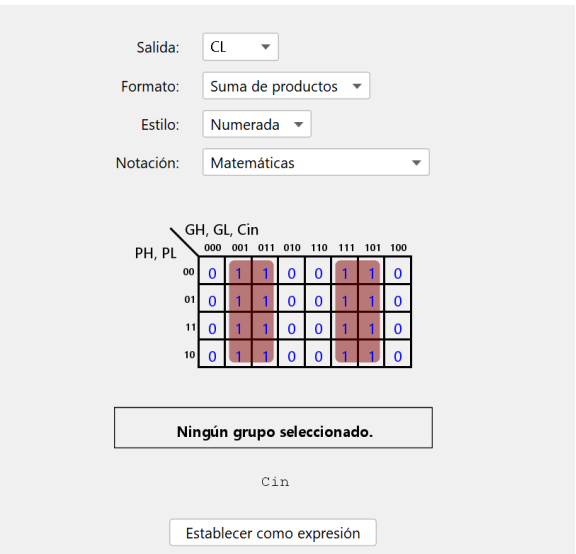 Salida: CL
Formato: Suma de productos
Estilo: Numerada
Notación: Matemáticas
GH, GL, Cin
PH, PL 000 001 011 010 110 111 101 100
00 0 1 1 0 0 1 1 0
01 0 1 1 0 0 1 1 0
11 0 1 1 0 0 1 1 0
10 0 1 1 0 0 1 1 0
Ningún grupo seleccionado.
Cin
Establecer como expresión